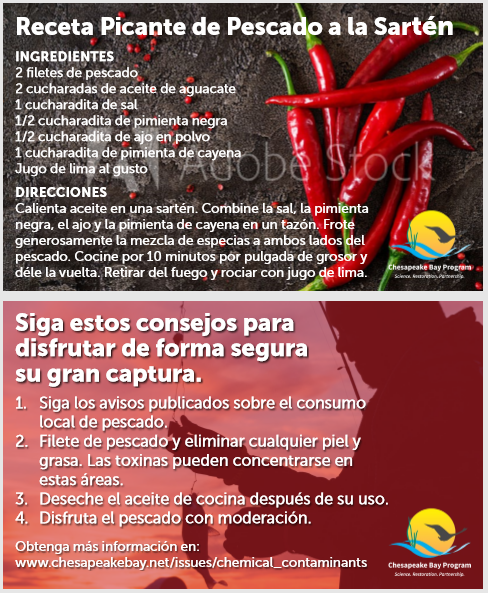 Receta Picante de Pescado a la Sartén
INGREDIENTES
2 filetes de pescado
2 cucharadas de aceite de aguacate
1 cucharadita de sal
1/2 cucharadita de pimienta negra
1/2 cucharadita de ajo en polvo
1 cucharadita de pimienta de cayena
Jugo de lima al gusto
DIRECCIONES
Calienta aceite en una sartén. Combine la sal, la pimienta
negra, el ajo y la pimienta de cayena en un tazón. Frote
generosamente la mezcla de especias a ambos lados del
pescado. Cocine por 10 minutos por pulgada de grosor y
déle la vuelta. Retirar del fuego y rociar con jugo de lima.
Adobe Stock
Chesapeake Bay Program
Science. Restoration. Partnership.
Siga estos consejos para
disfrutar de forma segura
su gran captura.
1. Siga los avisos publicados sobre el consumo
local de pescado.
2. Filete de pescado y eliminar cualquier piel y
grasa. Las toxinas pueden concentrarse en
estas áreas.
3. Deseche el aceite de cocina después de su uso.
4. Disfruta el pescado con moderación.
Obtenga más información en:
www.chesapeakebay.net/issues/chemical_contaminants
Chesapeake Bay Program
Science. Restoration. Partnership.